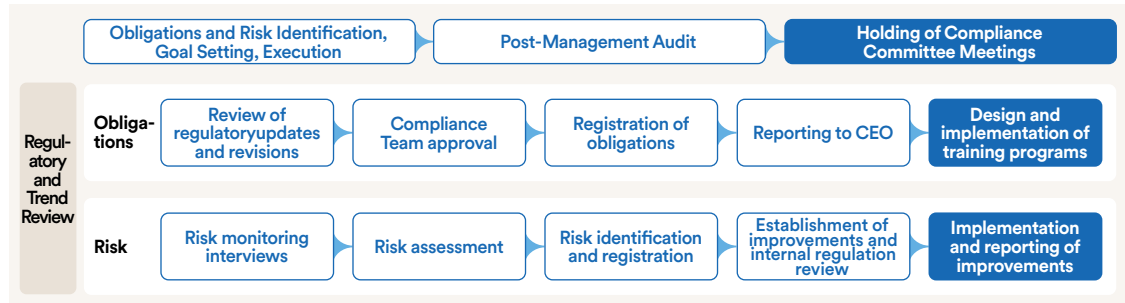 Obligations and Risk Identification,
Goal Setting, Execution
Post-Management Audit
Holding of Compliance
Committee Meetings
Regul-
atory
and
Trend
Review
Obliga-
tions
Review of
regulatoryupdates
and revisions
Compliance
Team approval
Registration of
obligations
Reporting to CEO
Design and
implementation of
training programs
Risk
Risk monitoring
interviews
Risk assessment
Risk identification
and registration
Establishment of
improvements and
internal regulation
review
Implementation
and reporting of
improvements